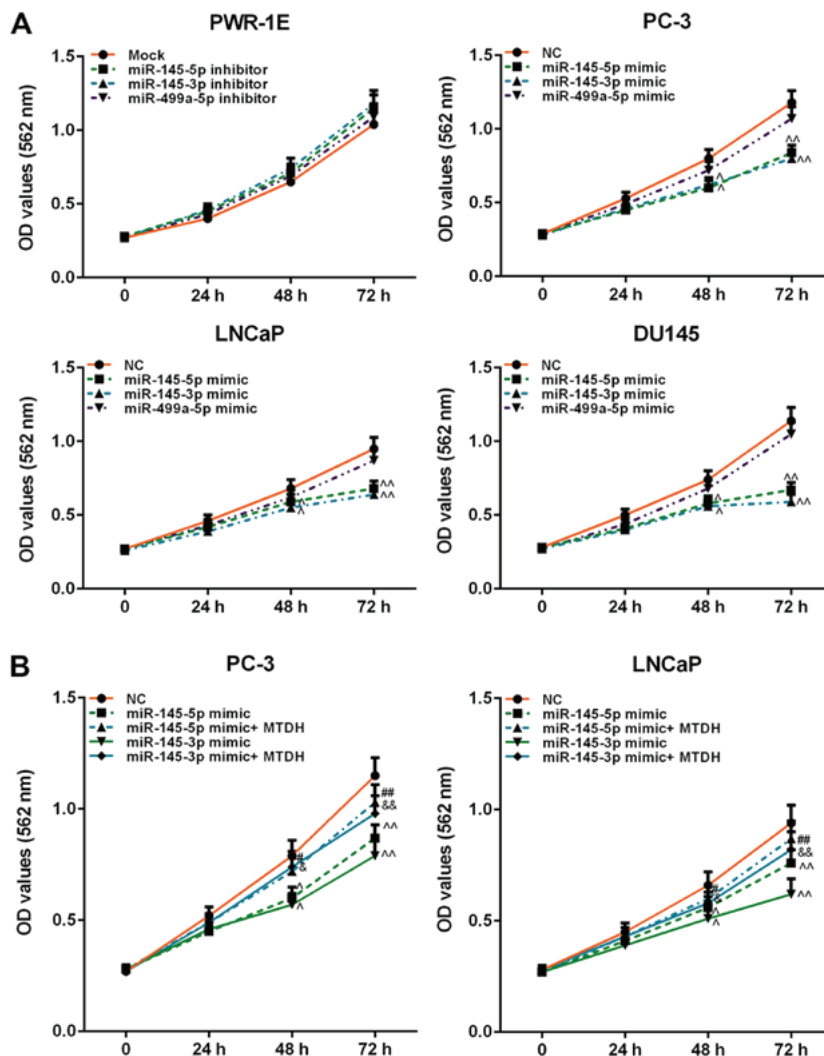 A
PWR-1E
Mock
miR-145-5p inhibitor
miR-145-3p inhibitor
miR-499a-5p inhibitor
OD values (562 nm)
1.5
1.0
0.5
0.0
0
24 h
48 h
72 h
PC-3
NC
miR-145-5p mimic
miR-145-3p mimic
miR-499a-5p mimic
OD values (562 nm)
1.5
1.0
0.5
0.0
^^
^^
^
^
0
24 h
48 h
72 h
LNCaP
NC
miR-145-5p mimic
miR-145-3p mimic
miR-499a-5p mimic
OD values (562 nm)
1.5
1.0
0.5
0.0
^^
^^
^
^
0
24 h
48 h
72 h
DU145
NC
miR-145-5p mimic
miR-145-3p mimic
miR-499a-5p mimic
OD values (562 nm)
1.5
1.0
0.5
0.0
^^
^^
^
^
0
24 h
48 h
72 h
B
PC-3
NC
miR-145-5p mimic
miR-145-5p mimic+ MTDH
miR-145-3p mimic
miR-145-3p mimic+ MTDH
OD values (562 nm)
1.5
1.0
0.5
0.0
##
&&
^^
^^
#
&
^
^
0
24 h
48 h
72 h
LNCaP
NC
miR-145-5p mimic
miR-145-5p mimic+ MTDH
miR-145-3p mimic
miR-145-3p mimic+ MTDH
OD values (562 nm)
1.5
1.0
0.5
0.0
##
&&
^^
^^
#
^
^
0
24 h
48 h
72 h